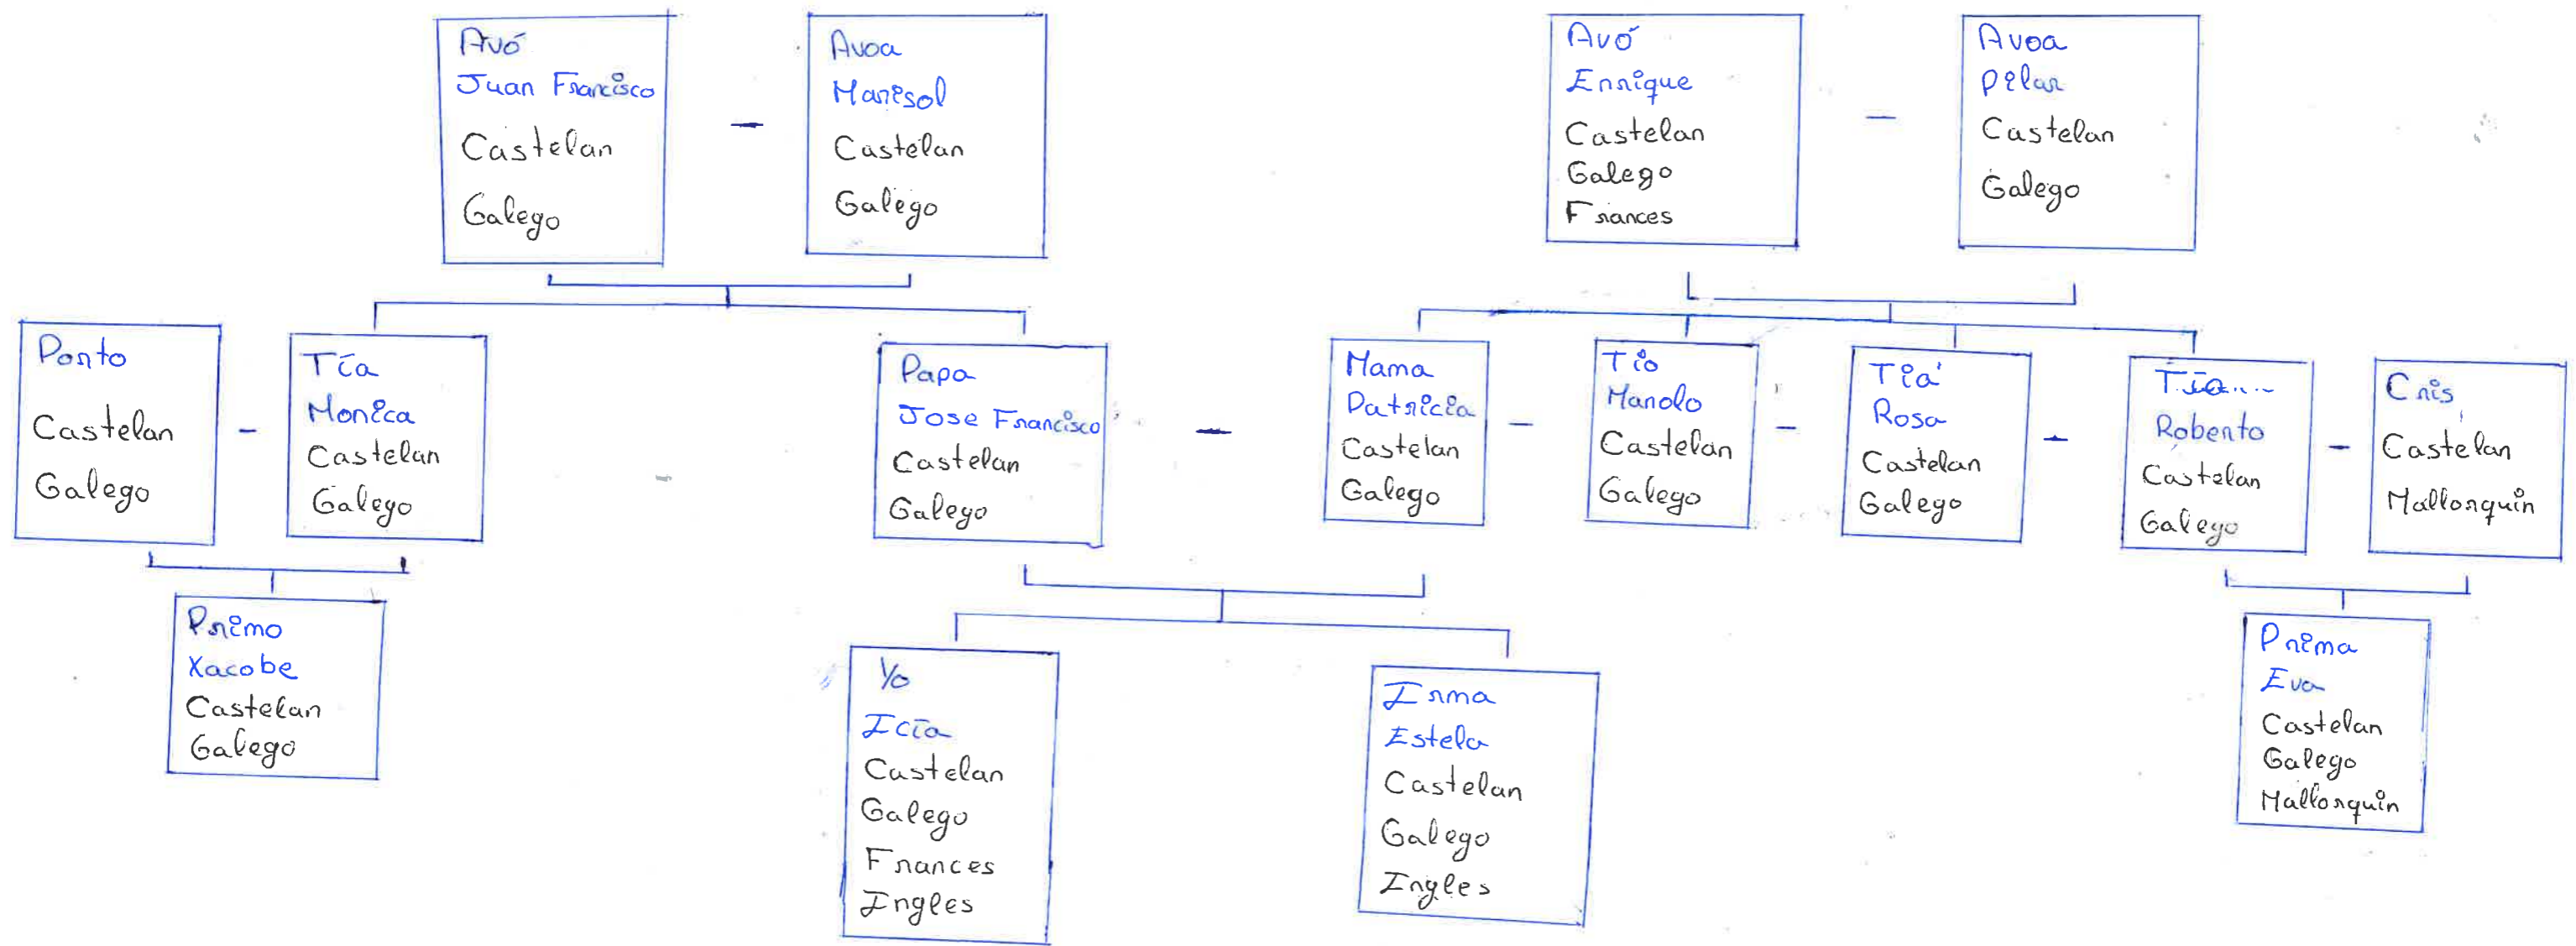 Avó
Juan Francisco
Castelan
Galego
Avoa
Marisol
Castelan
Galego
Avó
Enrique
Castelan
Galego
Frances
Avoa
Pilar
Castelan
Galego
Porto
Castelan
Galego
Tía
Monica
Castelan
Galego
Papa
Jose Francisco
Castelan
Galego
Mama
Patricia
Castelan
Galego
Tio
Manolo
Castelan
Galego
Tia
Rosa
Castelan
Galego
Roberto
Castelan
Galego
Cris
Castelan
Mallorquin
Primo
Xacobe
Castelan
Galego
Yo
Icía
Castelan
Galego
Frances
Ingles
Irma
Estela
Castelan
Galego
Ingles
Prima
Eva
Castelan
Galego
Mallorquin